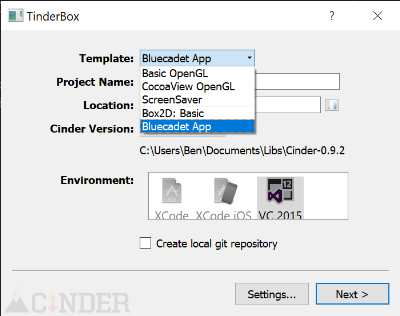 TinderBox
?
Template:
Bluecadet App
Basic OpenGL
CocoaView OpenGL
ScreenSaver
Box2D: Basic
Bluecadet App
Project Name:
Location:
Cinder Version:
C:\Users\Ben\Documents\Libs\Cinder-0.9.2
Environment:
12
XCode
XCode iOS
VC 2015
Create local git repository
CINDER
Settings...
Next >